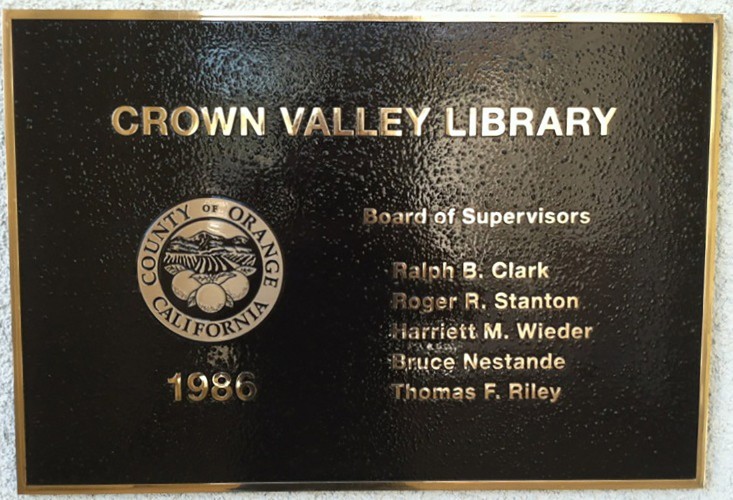 CROWN VALLEY LIBRARY
COUNTY OF ORANGE
CALIFORNIA
1986
Board of Supervisors
Ralph B. Clark
Roger R. Stanton
Harriett M. Wieder
Bruce Nestande
Thomas F. Riley